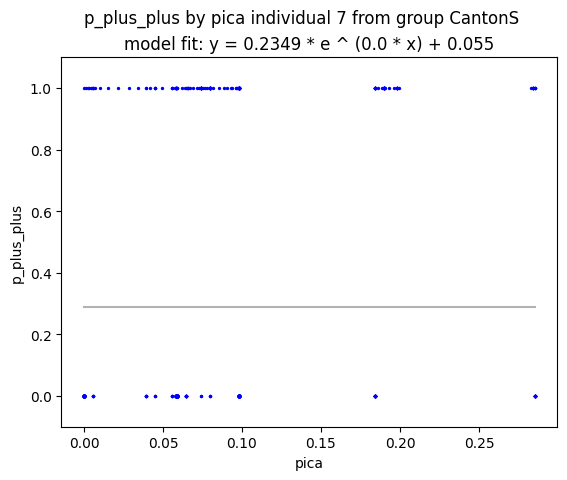 p_plus_plus by pica individual 7 from group CantonS
model fit: y = 0.2349 * e ^ (0.0 * x) + 0.055
1.0
0.8
0.6
0.4
0.2
0.0
p_plus_plus
0.00 0.05 0.10 0.15 0.20 0.25
pica